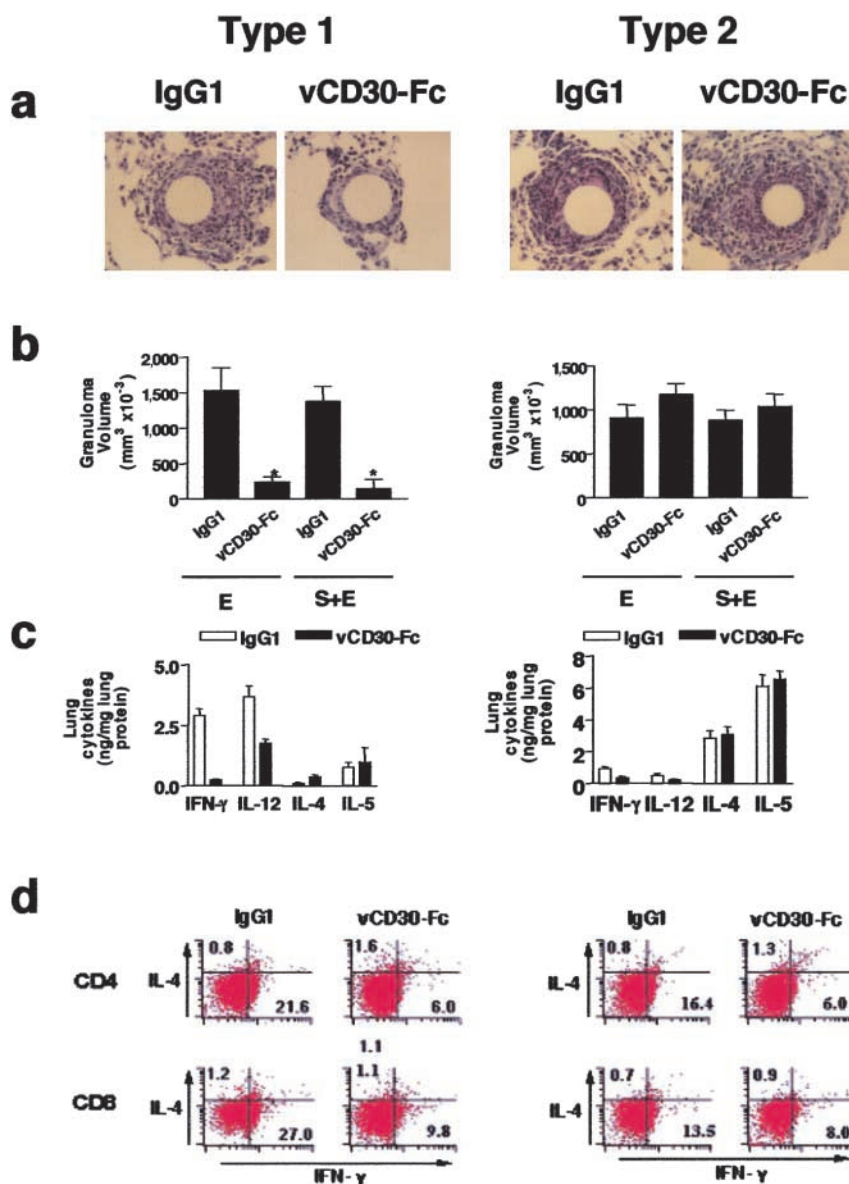 Type 1 Type 2
a IgG1 vCD30-Fc IgG1 vCD30-Fc
b
Granuloma Volume (mm³ x10⁻³)
2,000
1,500
1,000
500
0
* *
IgG1 vCD30-Fc IgG1 vCD30-Fc
E S+E
Granuloma Volume (mm³ x10⁻³)
1,500
1,000
500
0
IgG1 vCD30-Fc IgG1 vCD30-Fc
E S+E
c
IgG1 vCD30-Fc
Lung cytokines (ng/mg lung protein)
5.0
2.5
0.0
IFN-γ IL-12 IL-4 IL-5
IgG1 vCD30-Fc
Lung cytokines (ng/mg lung protein)
8
6
4
2
0
IFN-γ IL-12 IL-4 IL-5
d
IgG1 vCD30-Fc IgG1 vCD30-Fc
CD4 IL-4 0.8 21.6 1.6 6.0 IL-4 0.8 16.4 1.3 6.0
1.1
CD8 IL-4 1.2 27.0 1.1 9.8 IL-4 0.7 13.5 0.9 8.0
IFN-γ IFN-γ